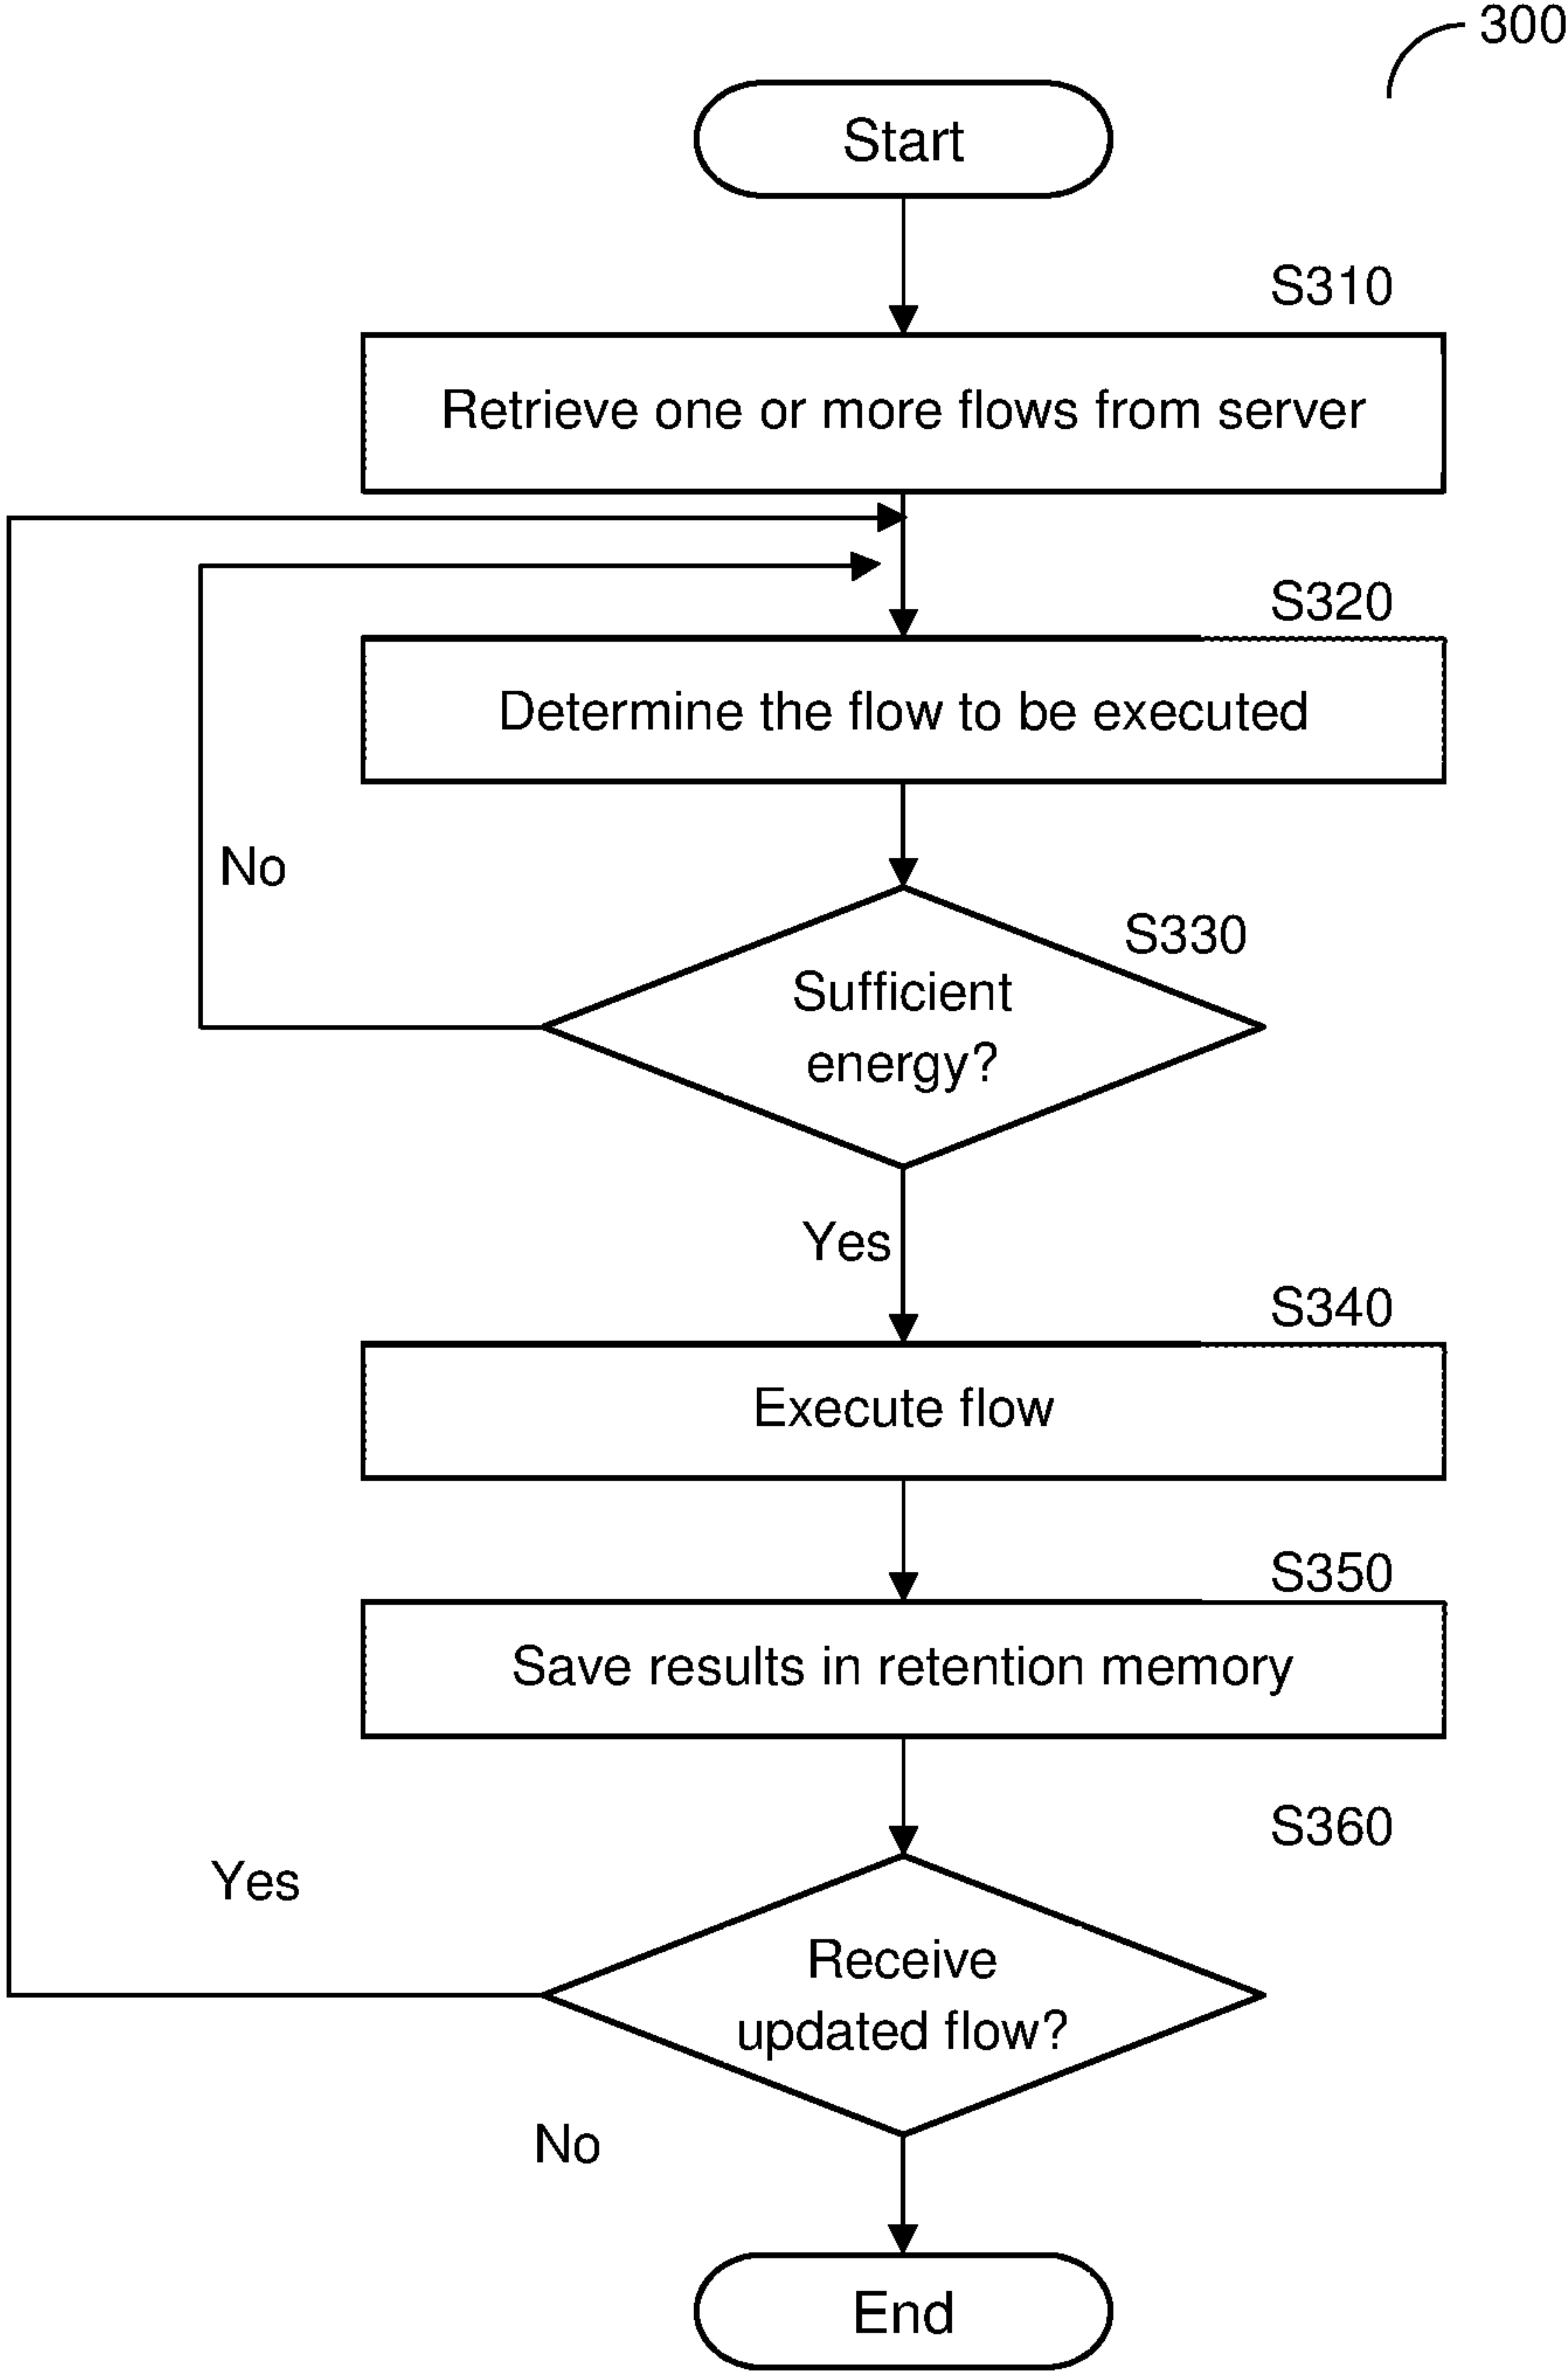 300
Start
S310
Retrieve one or more flows from server
S320
Determine the flow to be executed
No
S330
Sufficient
energy?
Yes
S340
Execute flow
S350
Save results in retention memory
S360
Yes
Receive
updated flow?
No
End